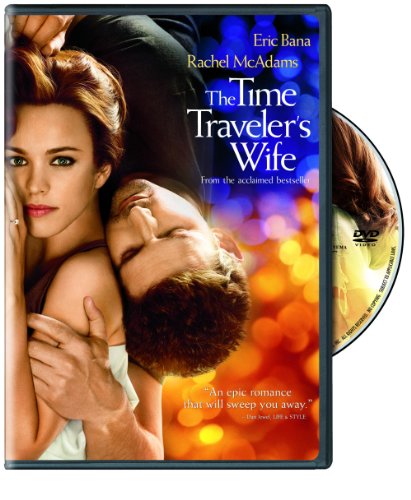 Eric Bana
Rachel McAdams
The Time
Traveler's
Wife
From the acclaimed bestseller
"An epic romance
that will sweep you away."
DVD
VIDEO